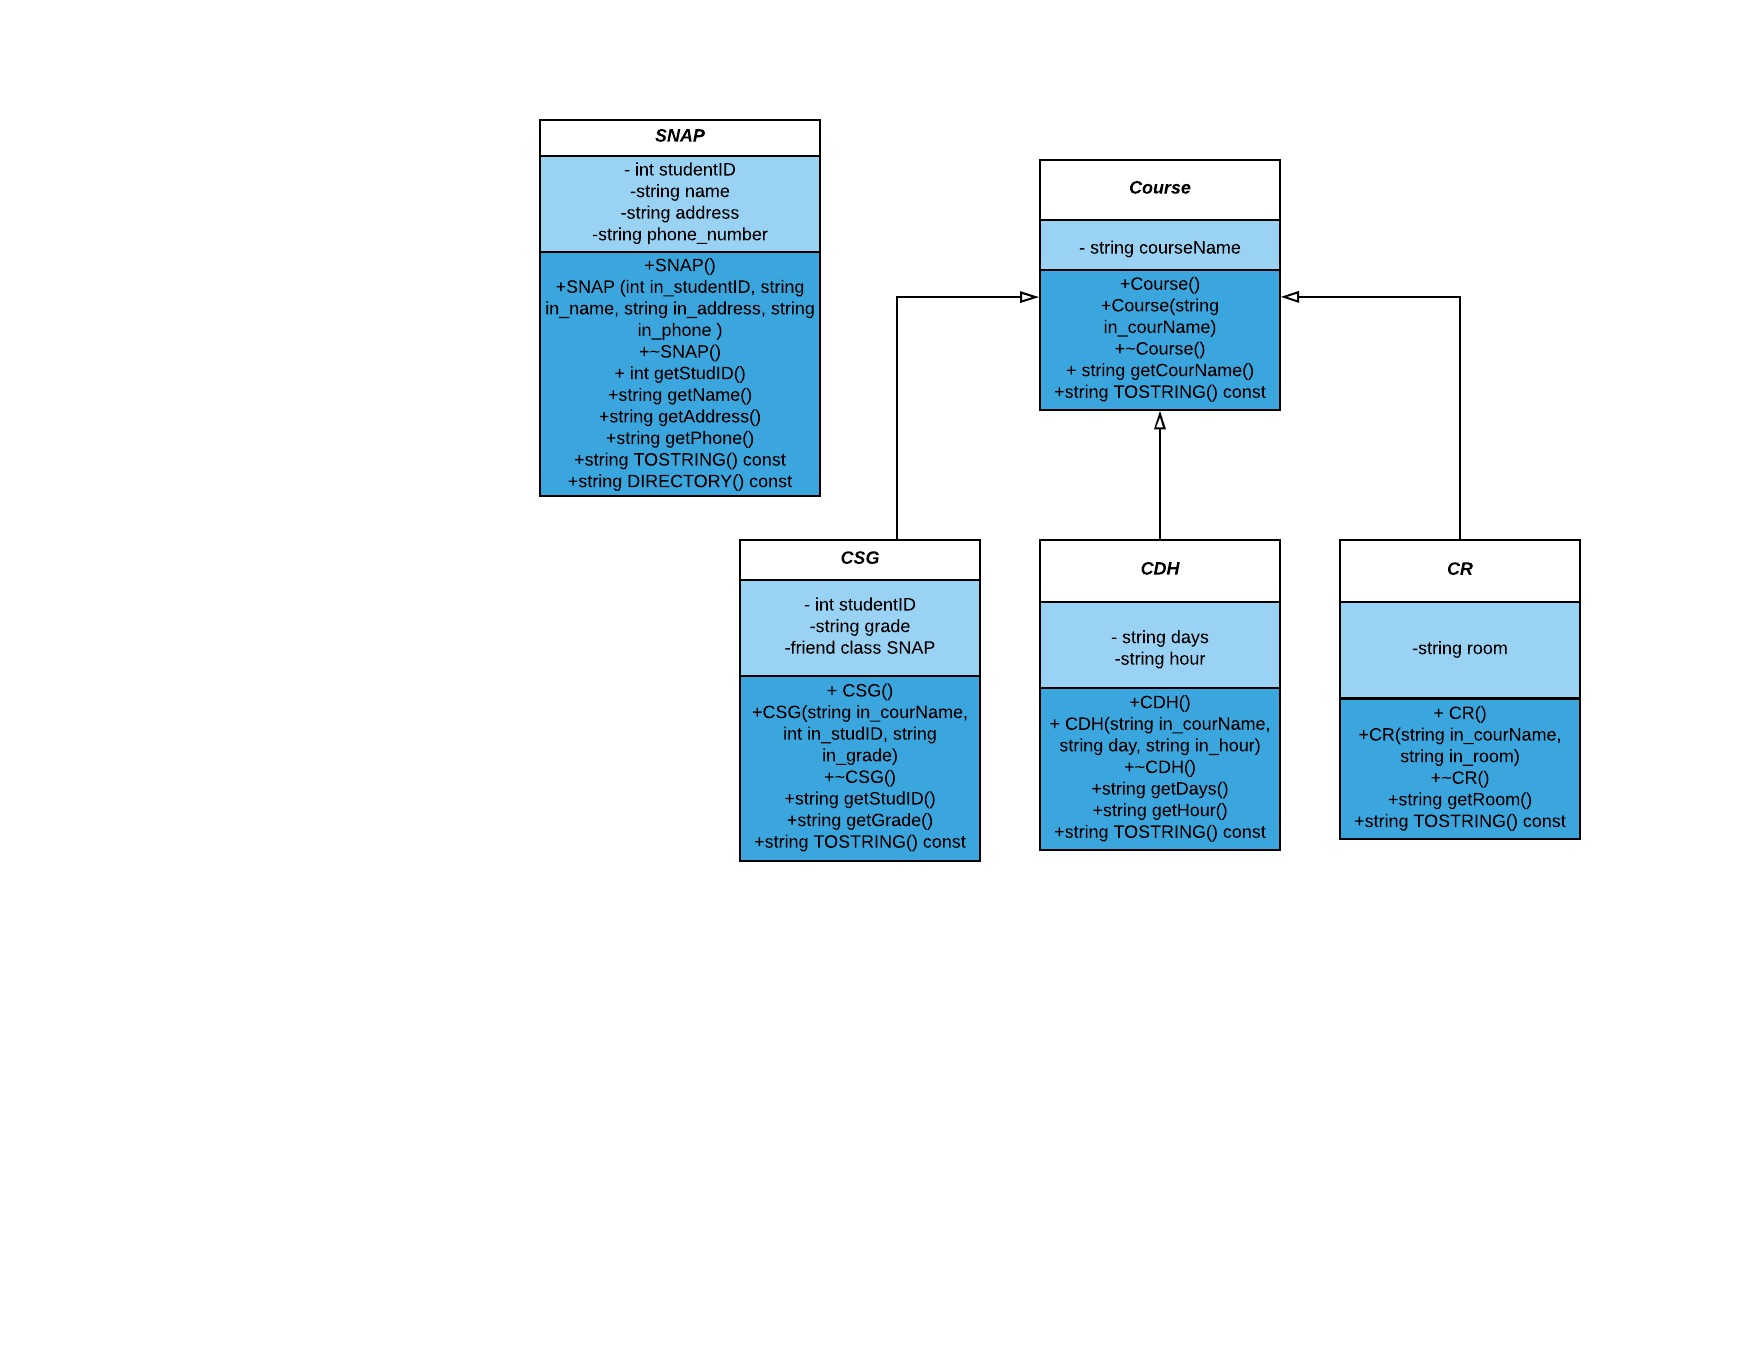 SNAP
- int studentID
-string name
-string address
-string phone_number
+SNAP()
+SNAP (int in_studentID, string
in_name, string in_address, string
in_phone )
+~SNAP()
+ int getStudID()
+string getName()
+string getAddress()
+string getPhone()
+string TOSTRING() const
+string DIRECTORY() const
Course
- string courseName
+Course()
+Course(string
in_courName)
+~Course()
+ string getCourName()
+string TOSTRING() const
CSG
- int studentID
-string grade
-friend class SNAP
+ CSG()
+CSG(string in_courName,
int in_studID, string
in_grade)
+~CSG()
+string getStudID()
+string getGrade()
+string TOSTRING() const
CDH
- string days
-string hour
+CDH()
+ CDH(string in_courName,
string day, string in_hour)
+~CDH()
+string getDays()
+string getHour()
+string TOSTRING() const
CR
-string room
+ CR()
+CR(string in_courName,
string in_room)
+~CR()
+string getRoom()
+string TOSTRING() const